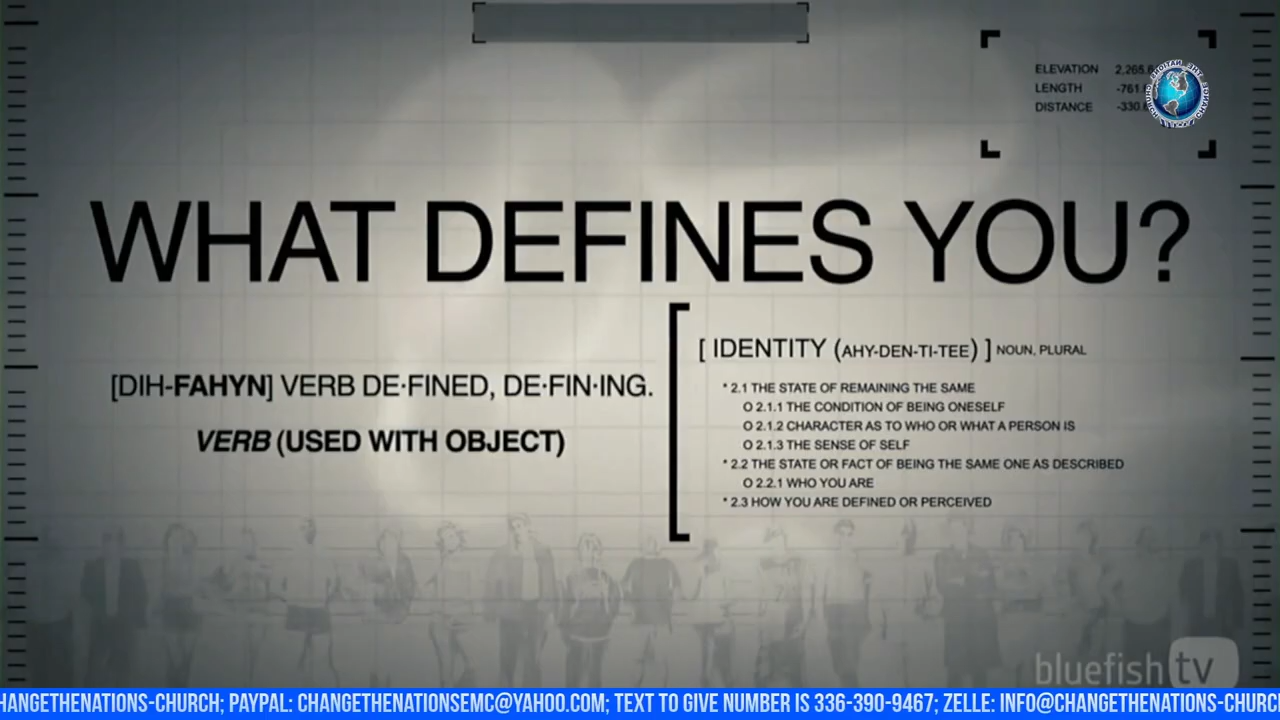 ELEVATION 2,265.
LENGTH -761
DISTANCE -330.
WHAT DEFINES YOU?
[DIH-FAHYN] VERB DE·FINED, DE·FIN·ING.
VERB (USED WITH OBJECT)
[ IDENTITY (AHY-DEN-TI-TEE) ] NOUN, PLURAL
* 2.1 THE STATE OF REMAINING THE SAME
O 2.1.1 THE CONDITION OF BEING ONESELF
O 2.1.2 CHARACTER AS TO WHO OR WHAT A PERSON IS
O 2.1.3 THE SENSE OF SELF
* 2.2 THE STATE OR FACT OF BEING THE SAME ONE AS DESCRIBED
O 2.2.1 WHO YOU ARE
* 2.3 HOW YOU ARE DEFINED OR PERCEIVED
bluefish tv
HANGETHENATIONS-CHURCH; PAYPAL: CHANGETHENATIONSEMC@YAHOO.COM; TEXT TO GIVE NUMBER IS 336-390-9467; ZELLE: INFO@CHANGETHENATIONS-CHURC